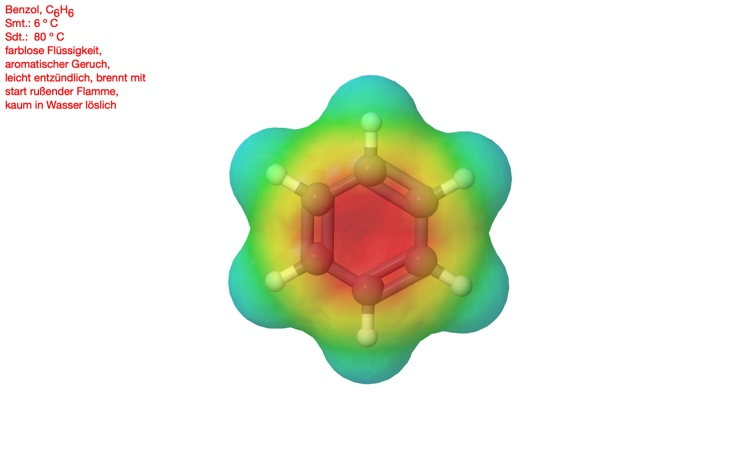 Benzol, C6H6
Smt.: 6 º C
Sdt.:  80 º C
farblose Flüssigkeit,
aromatischer Geruch,
leicht entzündlich, brennt mit
start rußender Flamme,
kaum in Wasser löslich